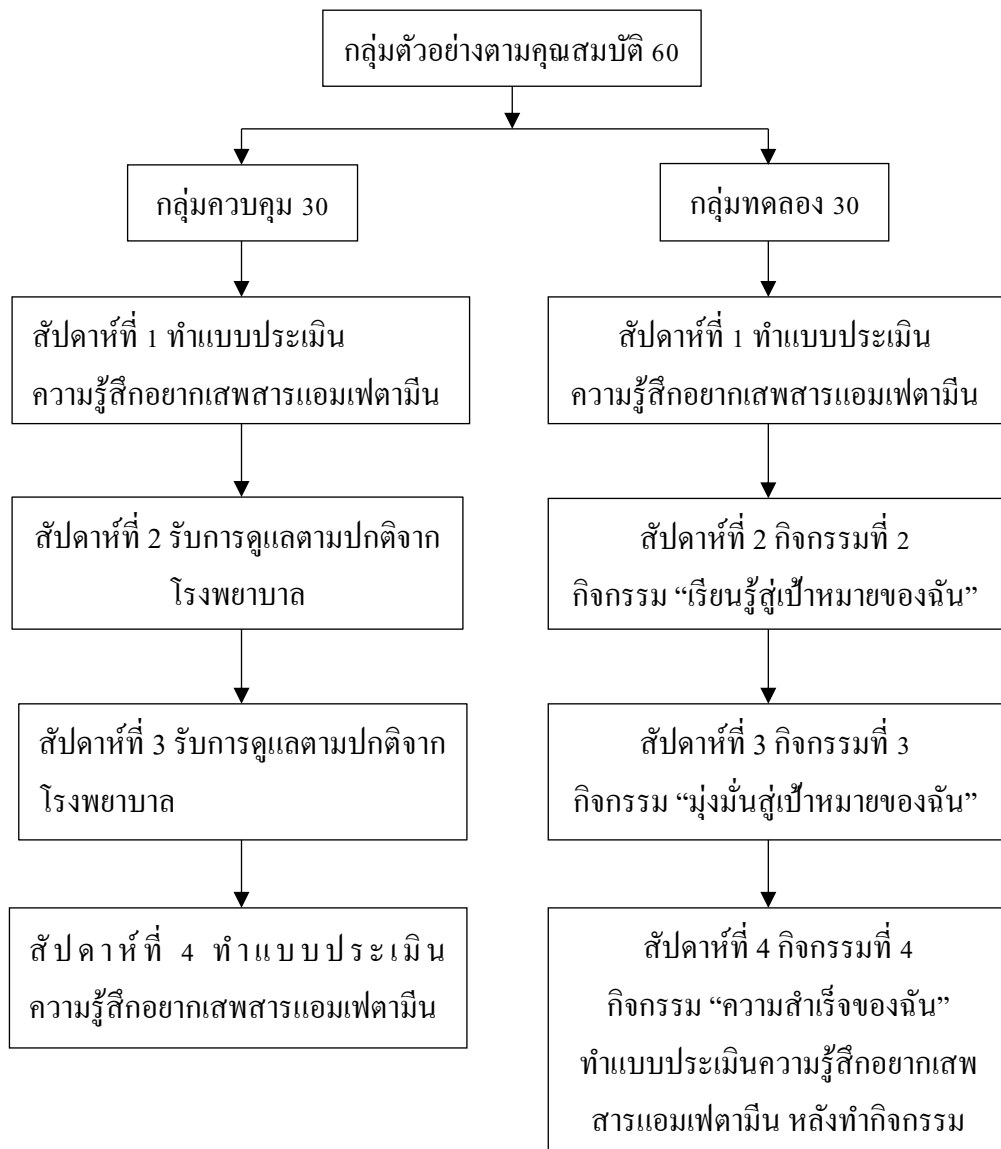 กลุ่มตัวอย่างตามคุณสมบัติ 60
กลุ่มควบคุม 30
กลุ่มทดลอง 30
สัปดาห์ที่ 1 ทำแบบประเมิน
ความรู้สึกอยากเสพสารแอมเฟตามีน
สัปดาห์ที่ 1 ทำแบบประเมิน
ความรู้สึกอยากเสพสารแอมเฟตามีน
สัปดาห์ที่ 2 รับการดูแลตามปกติจาก
โรงพยาบาล
สัปดาห์ที่ 2 กิจกรรมที่ 2
กิจกรรม “เรียนรู้สู่เป้าหมายของฉัน”
สัปดาห์ที่ 3 รับการดูแลตามปกติจาก
โรงพยาบาล
สัปดาห์ที่ 3 กิจกรรมที่ 3
กิจกรรม “มุ่งมั่นสู่เป้าหมายของฉัน”
สัปดาห์ที่ 4 ทำแบบประเมิน
ความรู้สึกอยากเสพสารแอมเฟตามีน
สัปดาห์ที่ 4 กิจกรรมที่ 4
กิจกรรม “ความสำเร็จของฉัน”
ทำแบบประเมินความรู้สึกอยากเสพ
สารแอมเฟตามีน หลังทำกิจกรรม